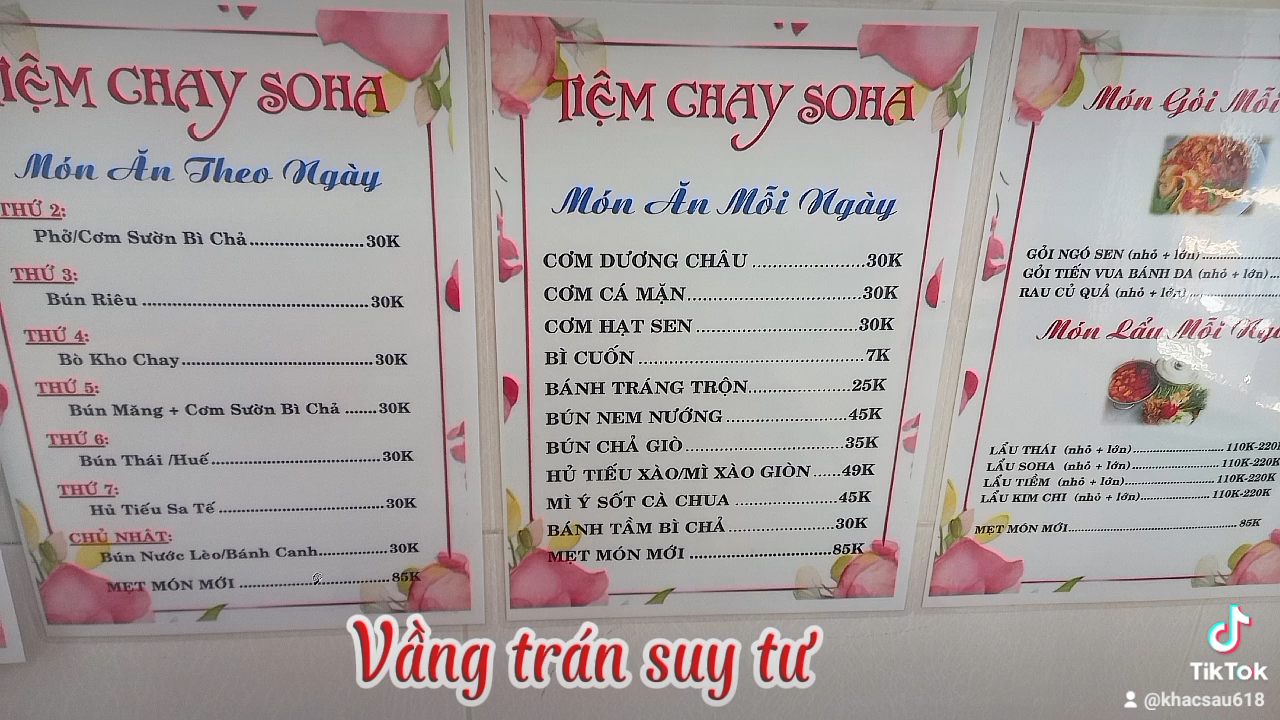 TIỆM CHAY SOHA
Món Ăn Theo Ngày
THỨ 2:
Phở/Cơm Sườn Bì Chả......................30K
THỨ 3:
Bún Riêu............................................30K
THỨ 4:
Bò Kho Chay.....................................30K
THỨ 5:
Bún Măng + Cơm Sườn Bì Chả.......30K
THỨ 6:
Bún Thái /Huế..................................30K
THỨ 7:
Hủ Tiếu Sa Tế..................................30K
CHỦ NHẬT:
Bún Nước Lèo/Bánh Canh...............30K
MẸT MÓN MỚI.................................85K
TIỆM CHAY SOHA
Món Ăn Mỗi Ngày
CƠM DƯƠNG CHÂU.....................30K
CƠM CÁ MẶN................................30K
CƠM HẠT SEN..............................30K
BÌ CUỐN..........................................7K
BÁNH TRÁNG TRỘN.....................25K
BÚN NEM NƯỚNG........................45K
BÚN CHẢ GIÒ................................35K
HỦ TIẾU XÀO/MÌ XÀO GIÒN......49K
MÌ Ý SỐT CÀ CHUA.....................45K
BÁNH TẦM BÌ CHẢ.......................30K
MẸT MÓN MỚI...............................85K
Món Gỏi Mỗi
GỎI NGÓ SEN (nhỏ + lớn)...............
GỎI TIẾN VUA BÁNH DA (nhỏ + lớn)...
RAU CỦ QUẢ (nhỏ + lớn)..................
Món Lẩu Mỗi
LẨU THÁI (nhỏ + lớn).......................110K-220K
LẨU SOHA (nhỏ + lớn).....................110K-220K
LẨU TIỀM (nhỏ + lớn)......................110K-220K
LẨU KIM CHI (nhỏ + lớn).................110K-220K
MẸT MÓN MỚI.................................85K
Vầng trán suy tư
TikTok
@khacsau618